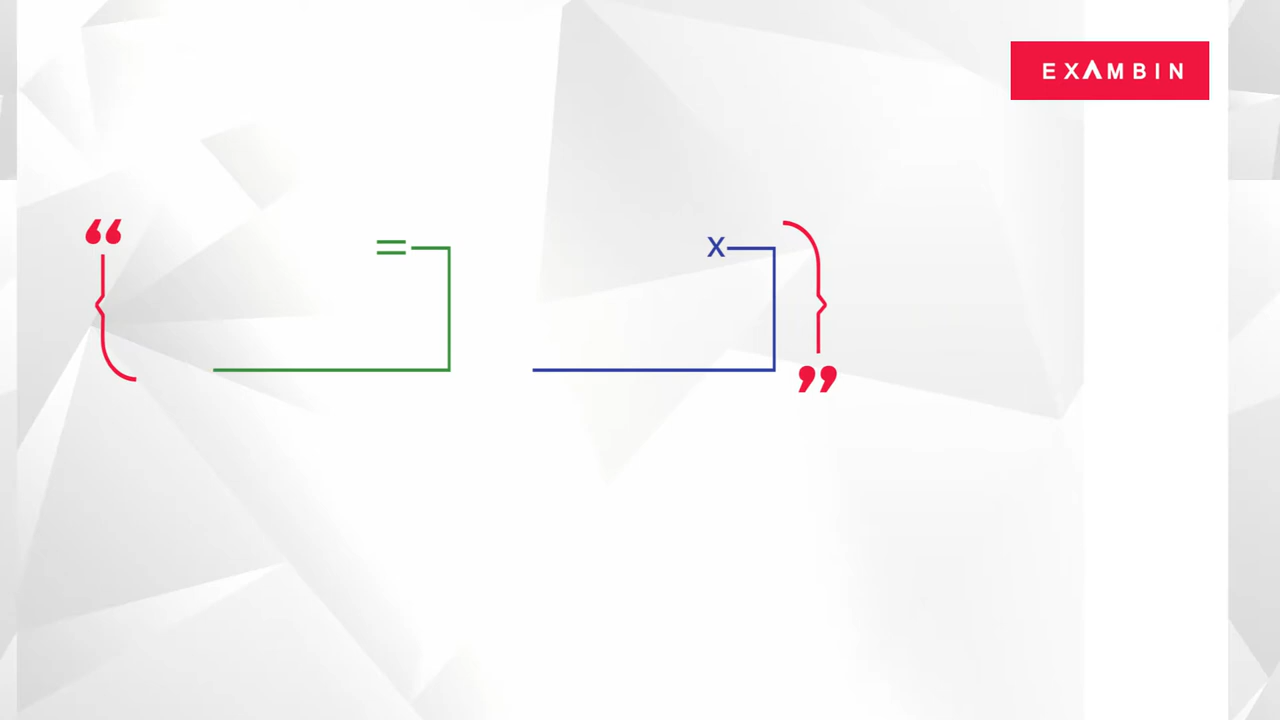 EXAMBIN
“ = x
”